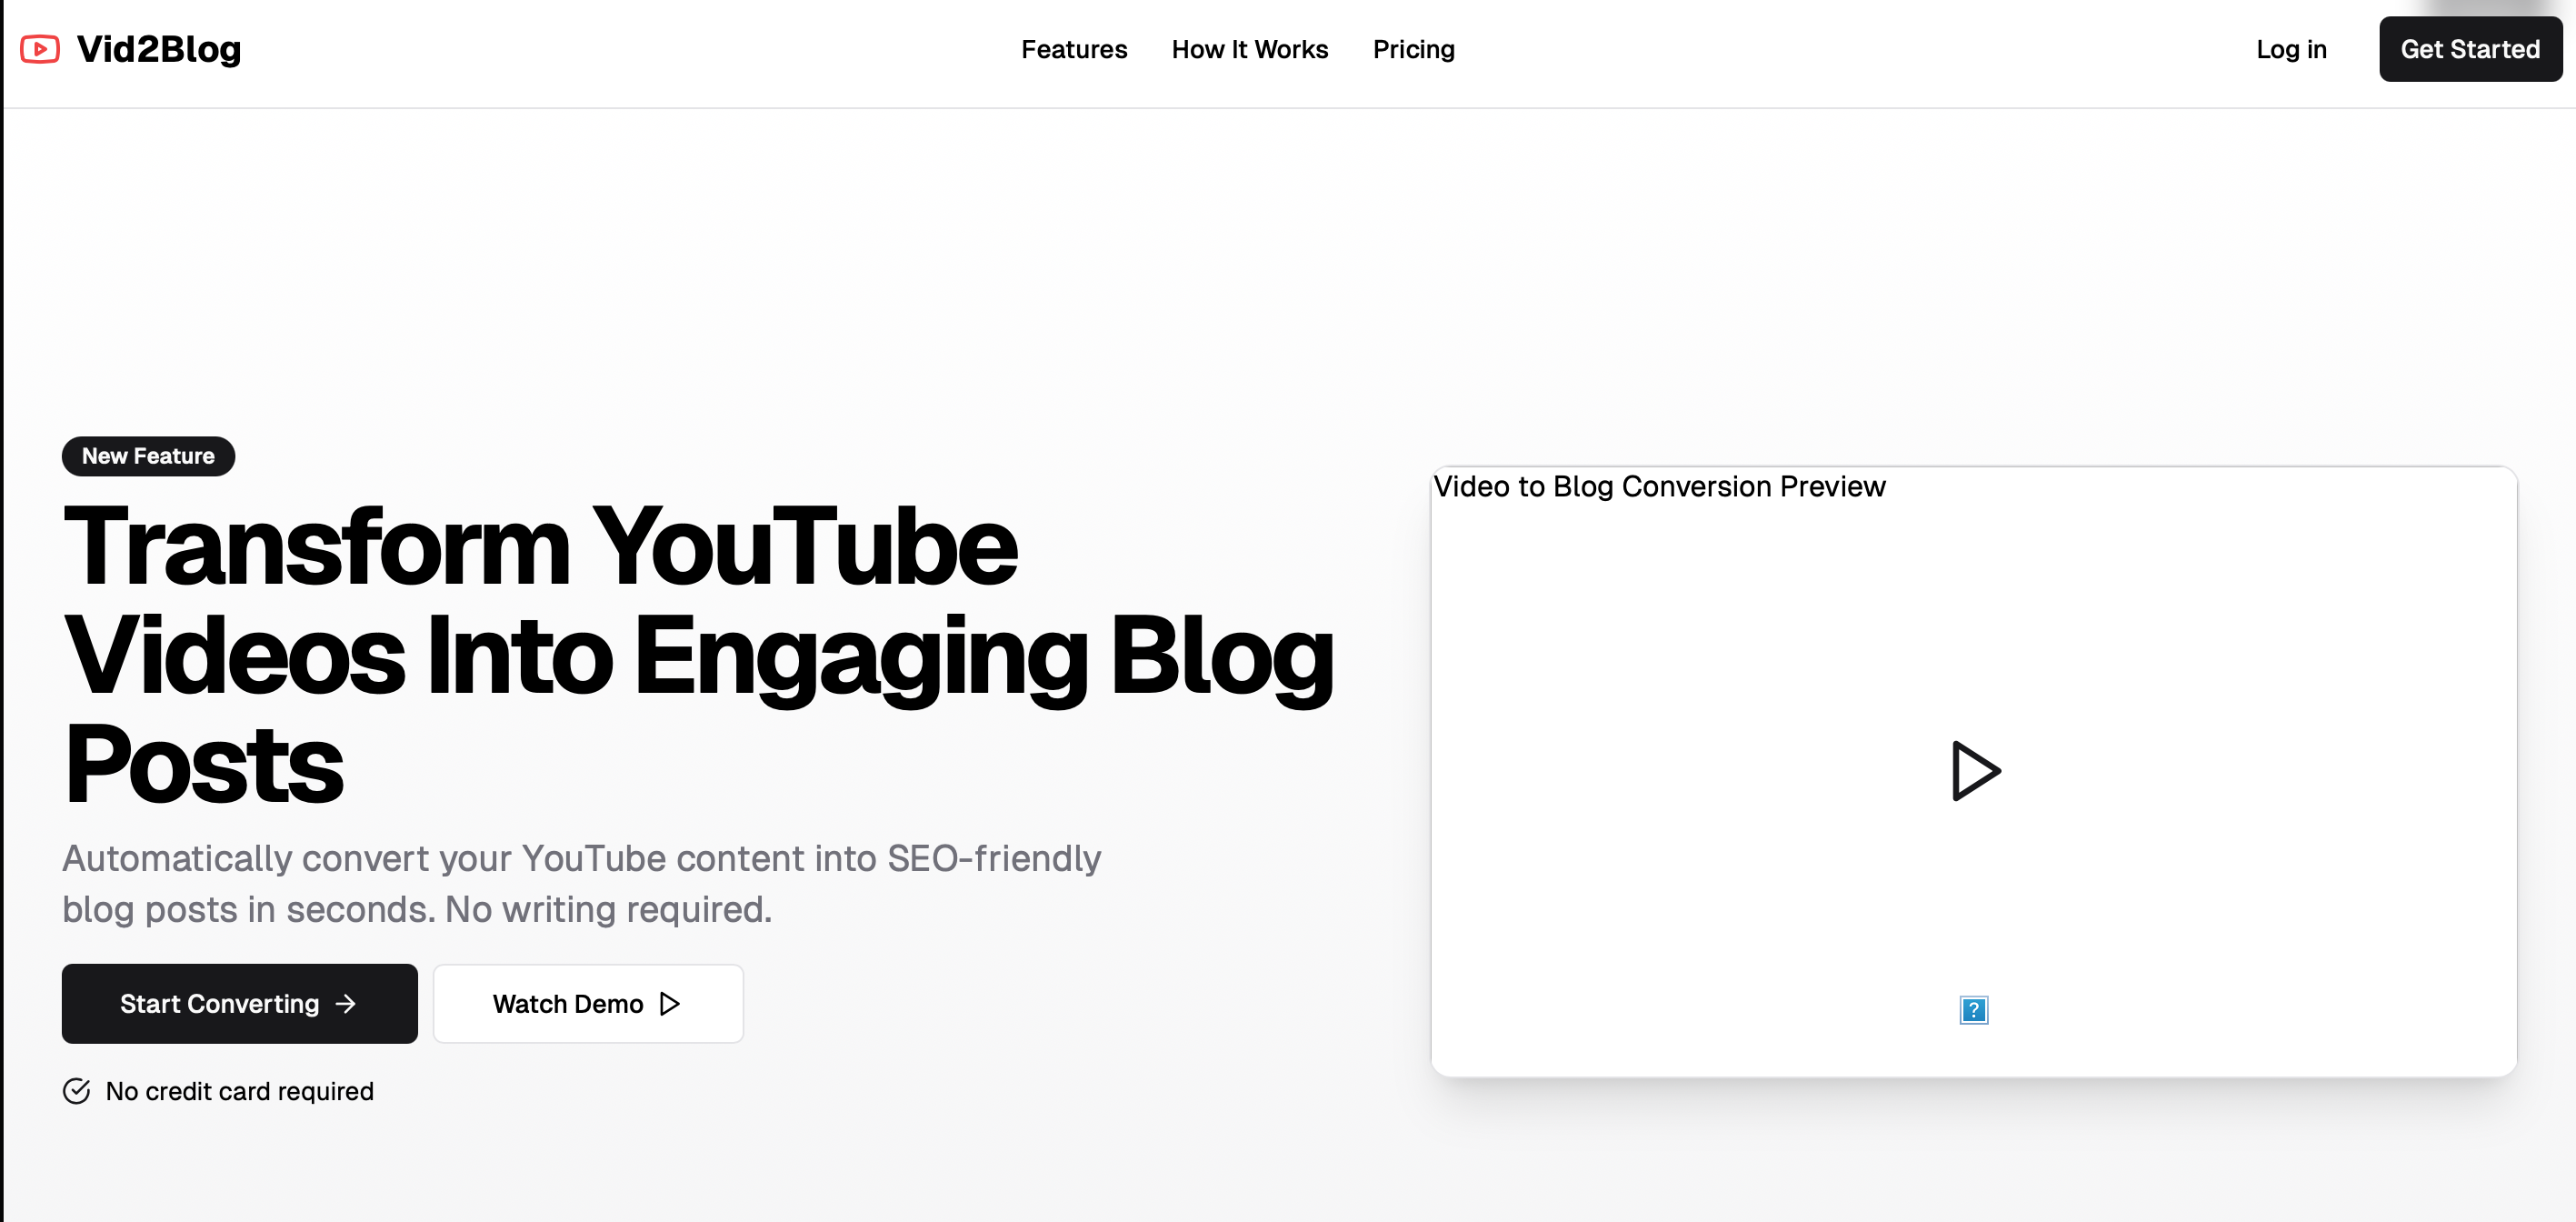 Vid2Blog
Features
How It Works
Pricing
Log in
Get Started
New Feature
Transform YouTube
Videos Into Engaging Blog
Posts
Automatically convert your YouTube content into SEO-friendly
blog posts in seconds. No writing required.
Start Converting →
Watch Demo
No credit card required
Video to Blog Conversion Preview
?